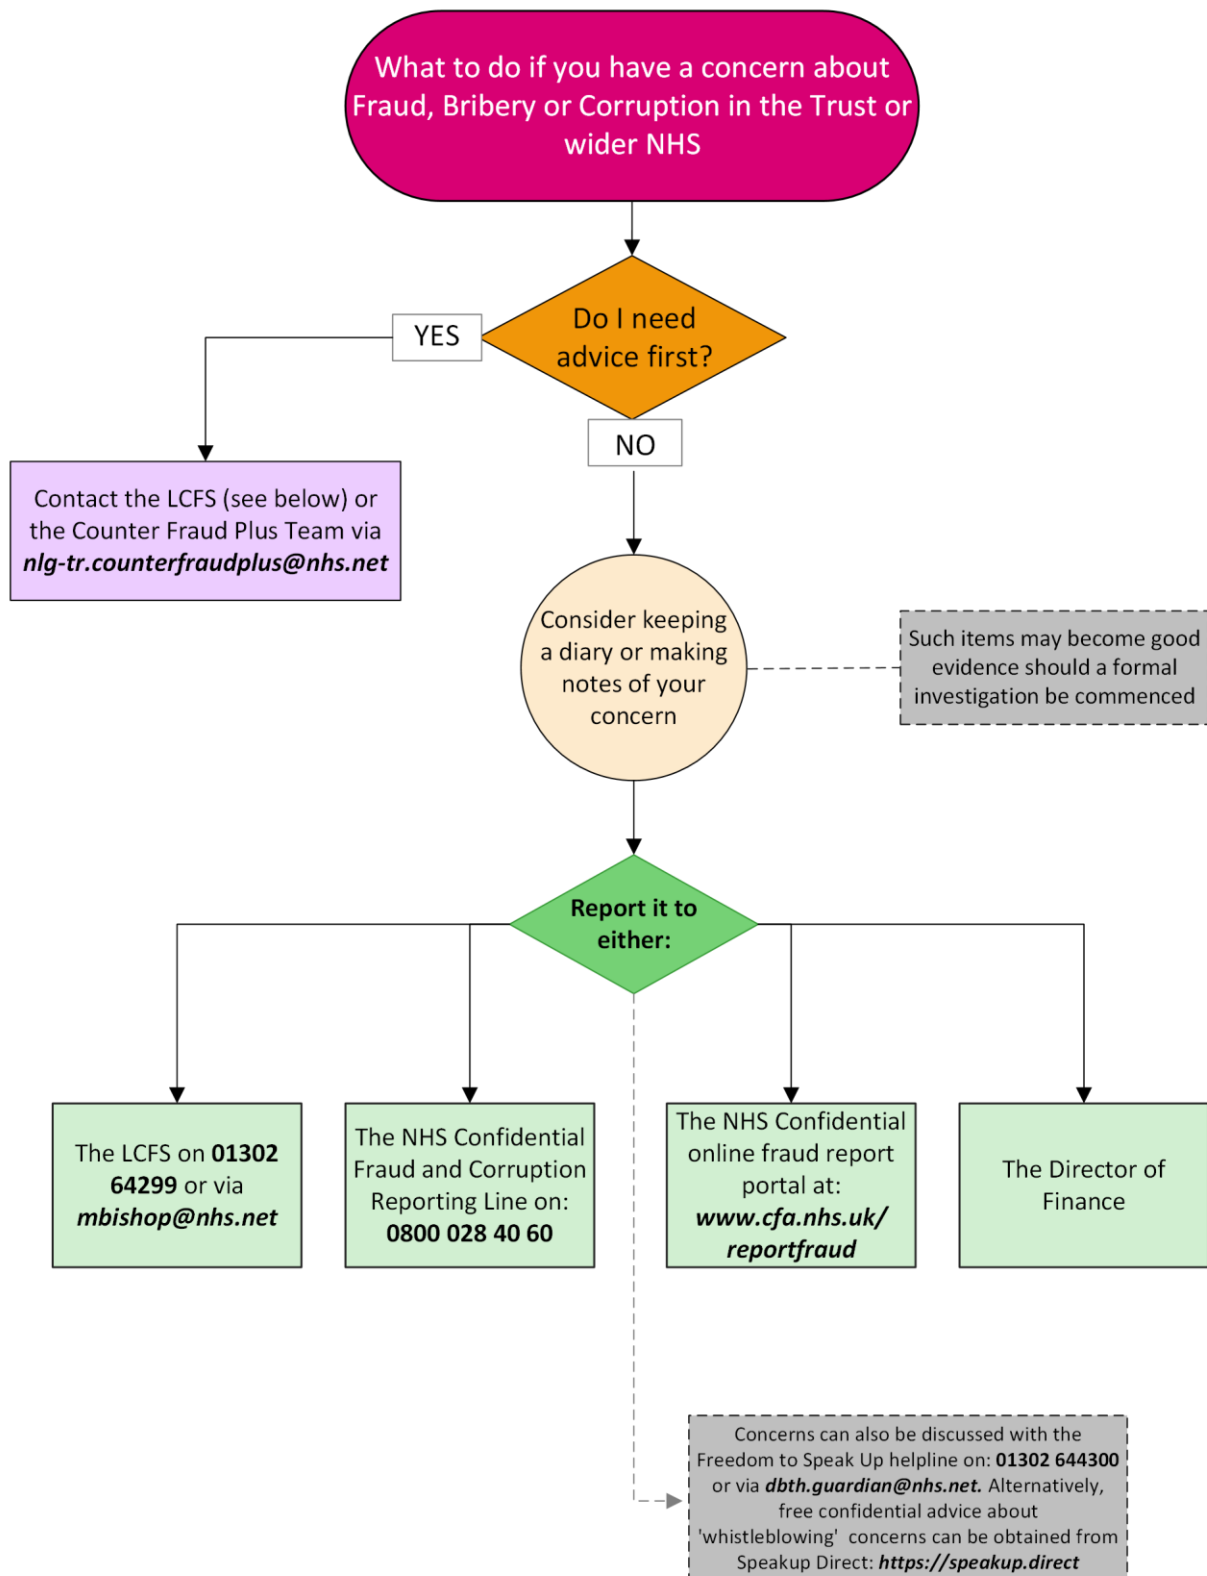 What to do if you have a concern about
Fraud, Bribery or Corruption in the Trust or
wider NHS
Do I need
advice first?
YES
NO
Contact the LCFS (see below) or
the Counter Fraud Plus Team via
nlg-tr.counterfraudplus@nhs.net
Consider keeping
a diary or making
notes of your
concern
Such items may become good
evidence should a formal
investigation be commenced
Report it to
either:
The LCFS on 01302
64299 or via
mbishop@nhs.net
The NHS Confidential
Fraud and Corruption
Reporting Line on:
0800 028 40 60
The NHS Confidential
online fraud report
portal at:
www.cfa.nhs.uk/
reportfraud
The Director of
Finance
Concerns can also be discussed with the
Freedom to Speak Up helpline on: 01302 644300
or via dbth.guardian@nhs.net. Alternatively,
free confidential advice about
'whistleblowing' concerns can be obtained from
Speakup Direct: https://speakup.direct